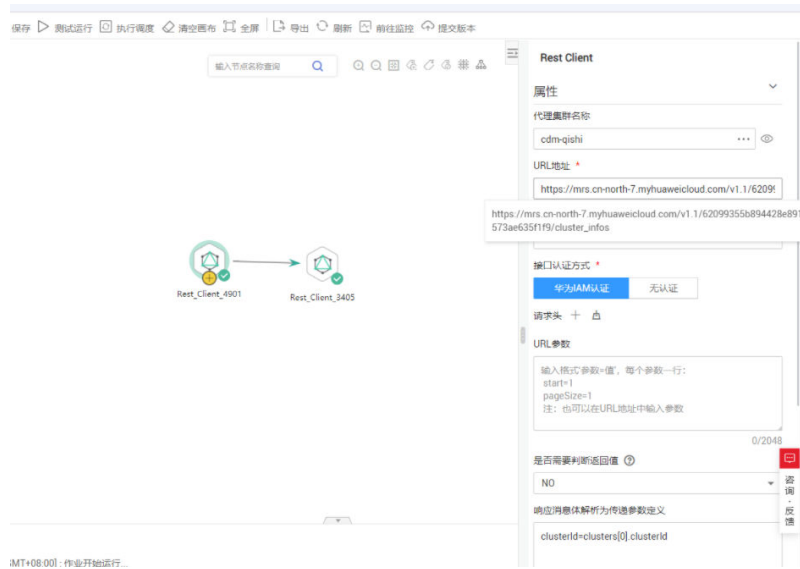 保存 测试运行 执行调度 清空画布 全屏 导出 刷新 前往监控 提交版本
输入节点名称查询
Rest_Client_4901
Rest_Client_3405
Rest Client
属性
代理集群名称
cdm-qishi
URL地址 *
https://mrs.cn-north-7.myhuaweicloud.com/v1.1/62099
https://mrs.cn-north-7.myhuaweicloud.com/v1.1/62099355b894428e891
573ae635f1f9/cluster_infos
接口认证方式 *
华为IAM认证 无认证
请求头
URL参数
输入格式'参数=值',每个参数一行:
start=1
pageSize=1
注:也可以在URL地址中输入参数
0/2048
是否需要判断返回值
NO
响应消息体解析为传递参数定义
clusterId=clusters[0].clusterId
咨询·反馈
GMT+08:00] : 作业开始运行...